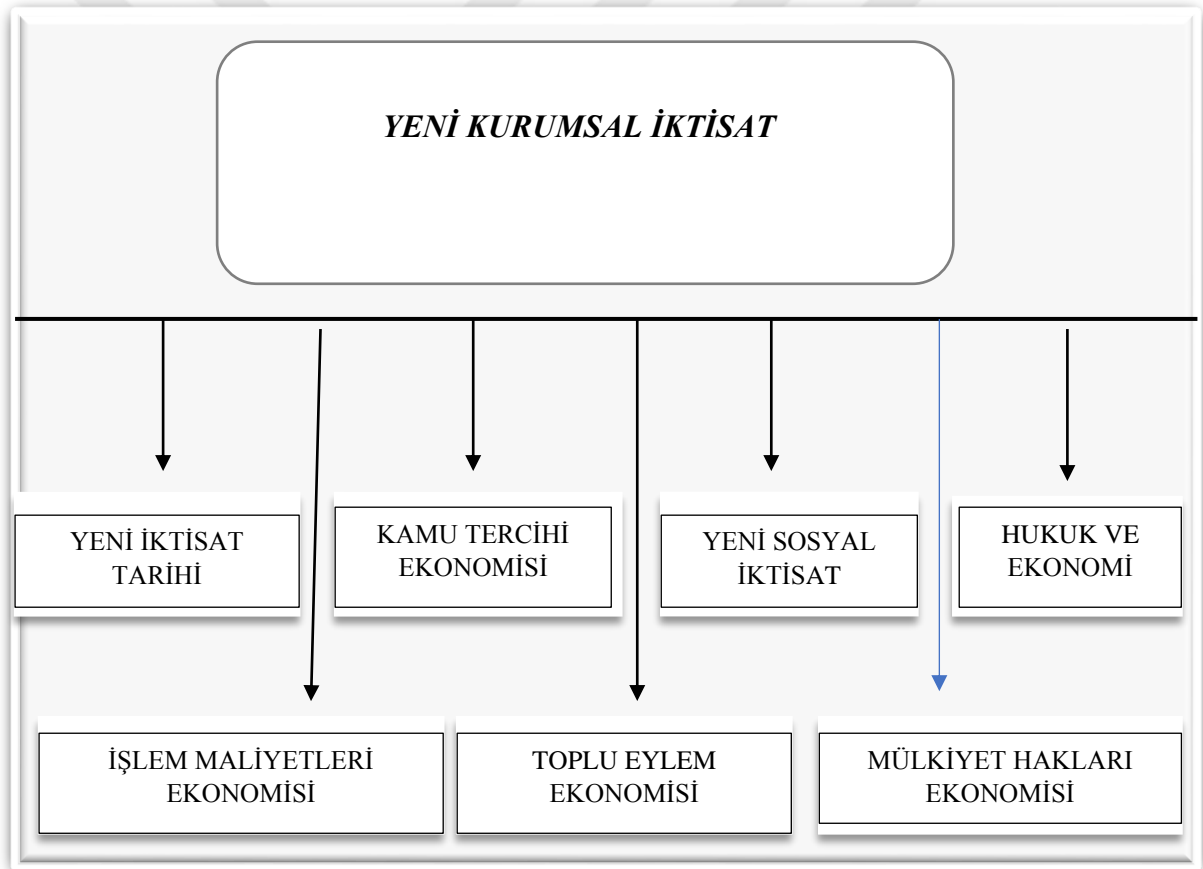 YENİ KURUMSAL İKTİSAT
YENİ İKTİSAT
TARİHİ
KAMU TERCİHİ
EKONOMİSİ
YENİ SOSYAL
İKTİSAT
HUKUK VE
EKONOMİ
İŞLEM MALİYETLERİ
EKONOMİSİ
TOPLU EYLEM
EKONOMİSİ
MÜLKİYET HAKLARI
EKONOMİSİ